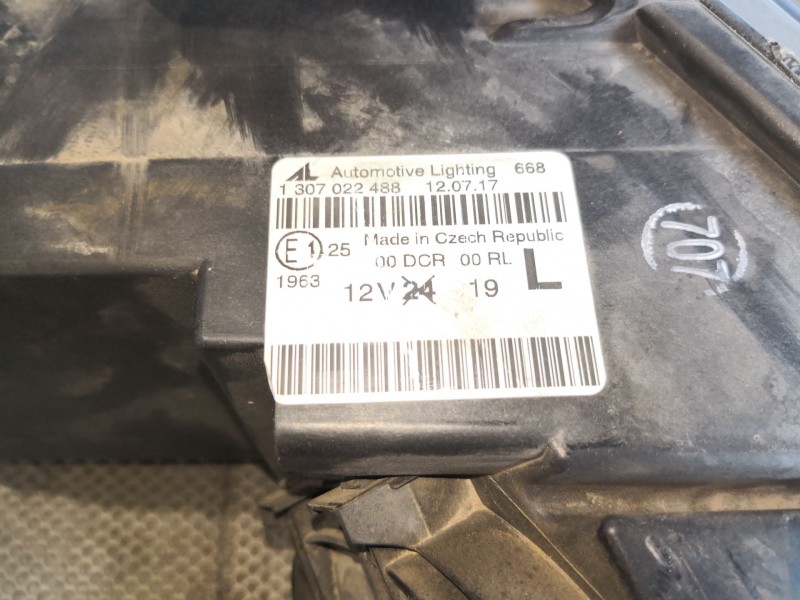 AL Automotive Lighting 668
1 307 022 488 12.07.17
E1 25 Made in Czech Republic
00 DCR 00 RL
1963
12V 24 19 L
707